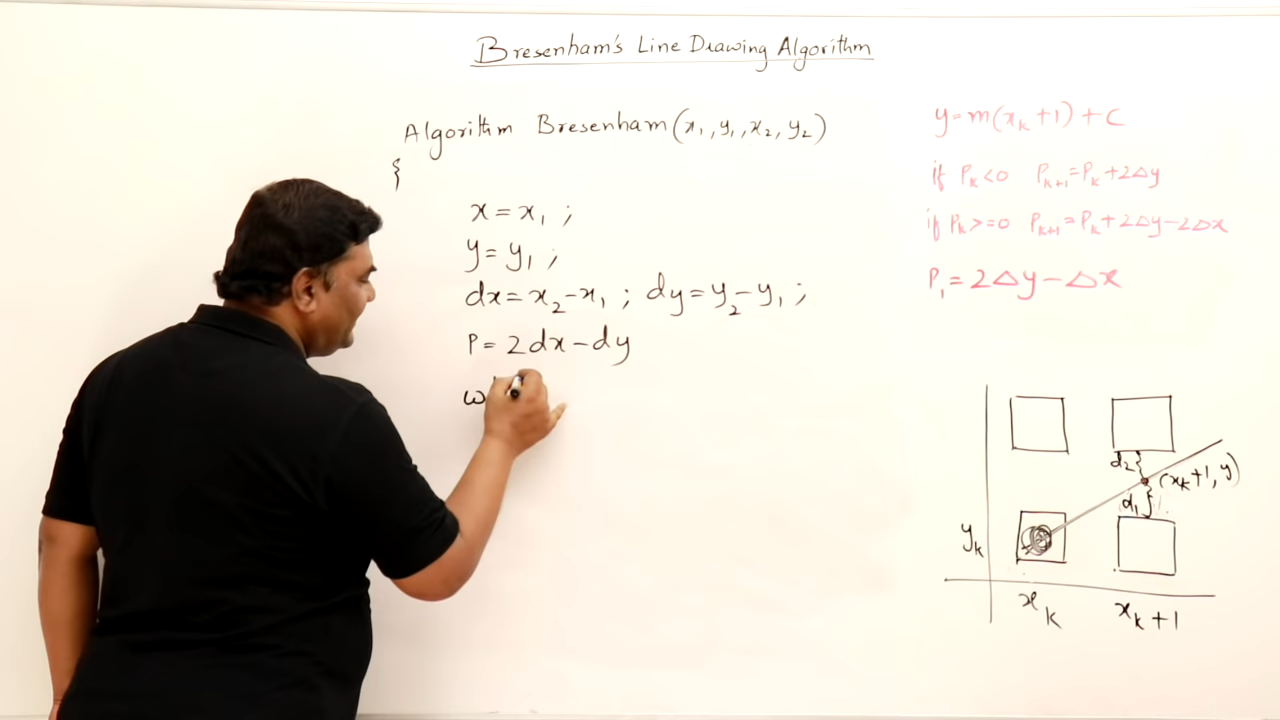 Bresenham's Line Drawing Algorithm
Algorithm Bresenham(x₁, y₁, x₂, y₂)
{
x = x₁ ;
y = y₁ ;
dx = x₂ - x₁ ; dy = y₂ - y₁ ;
P = 2dx - dy
y = m(xₖ + 1) + C
if Pₖ < 0 Pₖ₊₁ = Pₖ + 2Δy
if Pₖ >= 0 Pₖ₊₁ = Pₖ + 2Δy - 2Δx
P₁ = 2Δy - Δx
d₂ }
(xₖ + 1, y)
d₁ }
yₖ
xₖ xₖ + 1